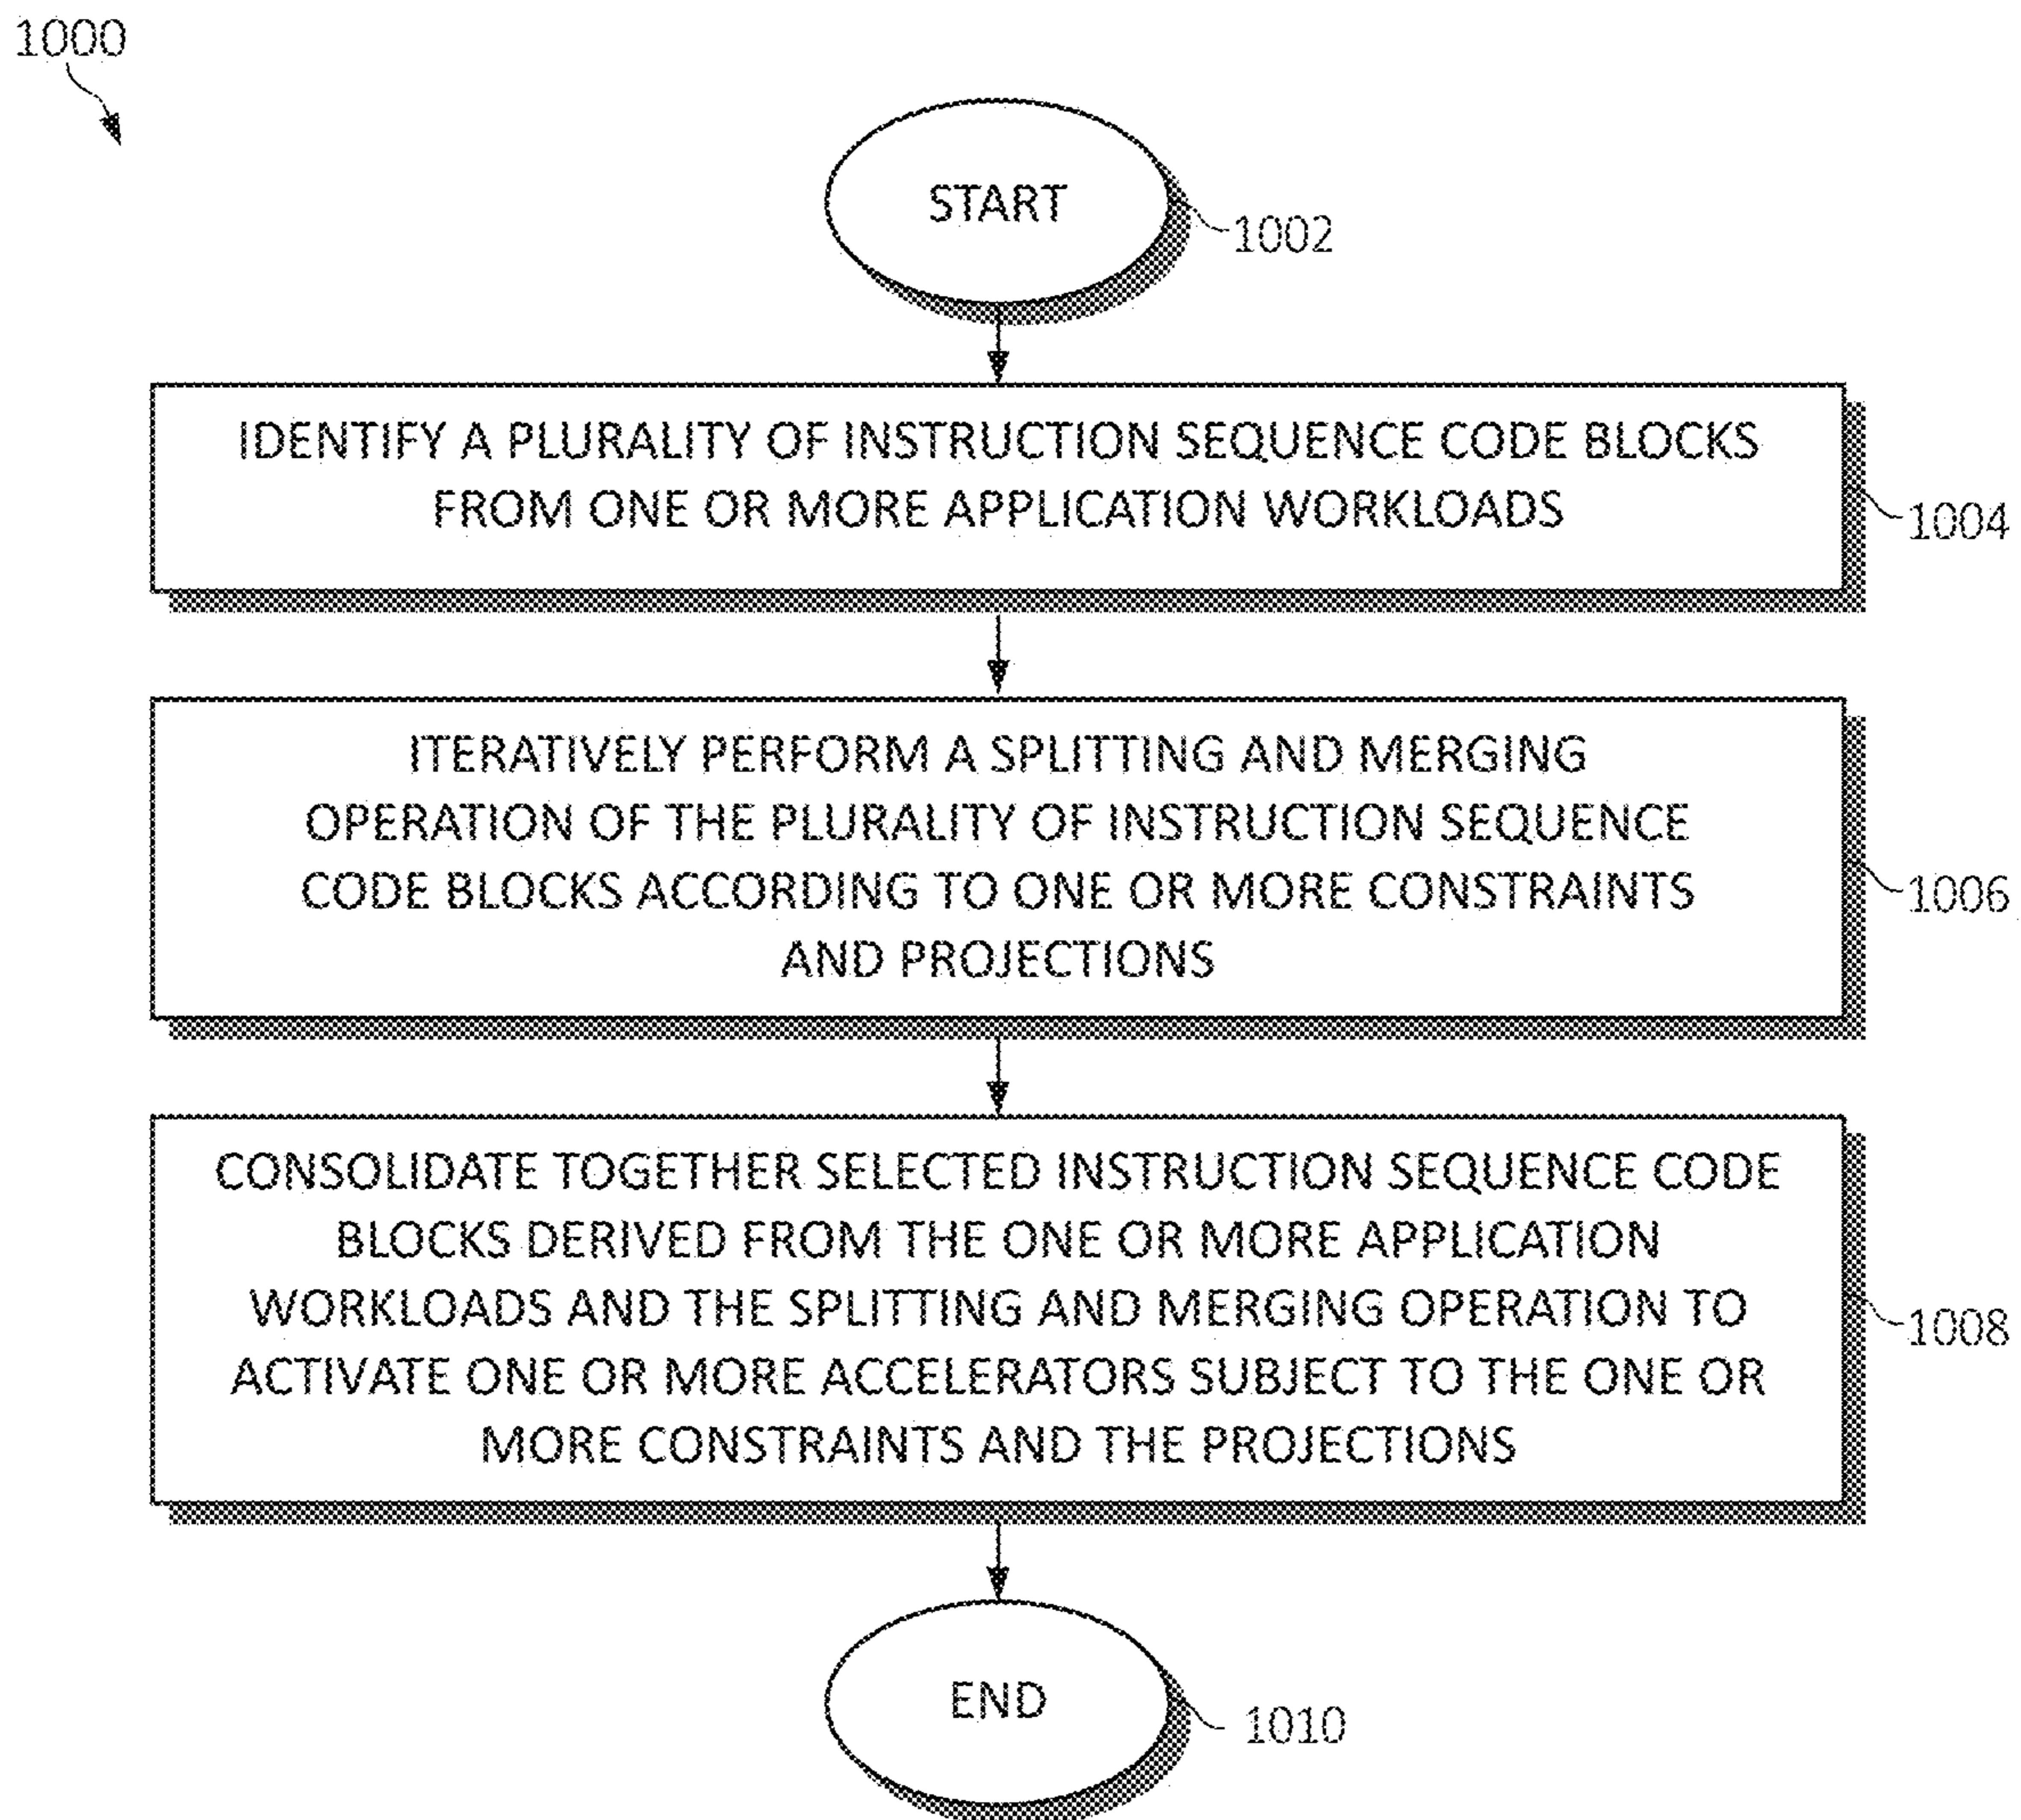 1000
START
1002
IDENTIFY A PLURALITY OF INSTRUCTION SEQUENCE CODE BLOCKS
FROM ONE OR MORE APPLICATION WORKLOADS
1004
ITERATIVELY PERFORM A SPLITTING AND MERGING
OPERATION OF THE PLURALITY OF INSTRUCTION SEQUENCE
CODE BLOCKS ACCORDING TO ONE OR MORE CONSTRAINTS
AND PROJECTIONS
1006
CONSOLIDATE TOGETHER SELECTED INSTRUCTION SEQUENCE CODE
BLOCKS DERIVED FROM THE ONE OR MORE APPLICATION
WORKLOADS AND THE SPLITTING AND MERGING OPERATION TO
ACTIVATE ONE OR MORE ACCELERATORS SUBJECT TO THE ONE OR
MORE CONSTRAINTS AND THE PROJECTIONS
1008
END
1010